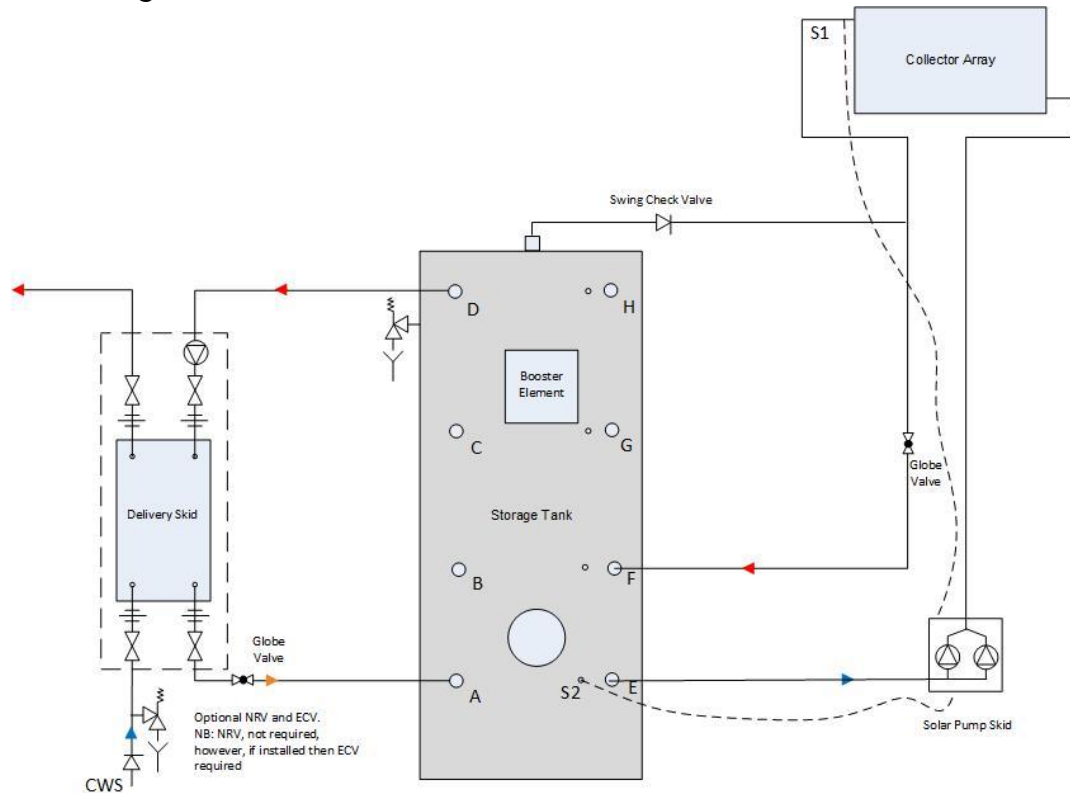 S1
Collector Array
Swing Check Valve
D
H
Booster
Element
C
G
Globe
Valve
Delivery Skid
Storage Tank
B
F
Globe
Valve
A
S2
E
Optional NRV and ECV.
NB: NRV, not required,
however, if installed then ECV
required
Solar Pump Skid
CWS